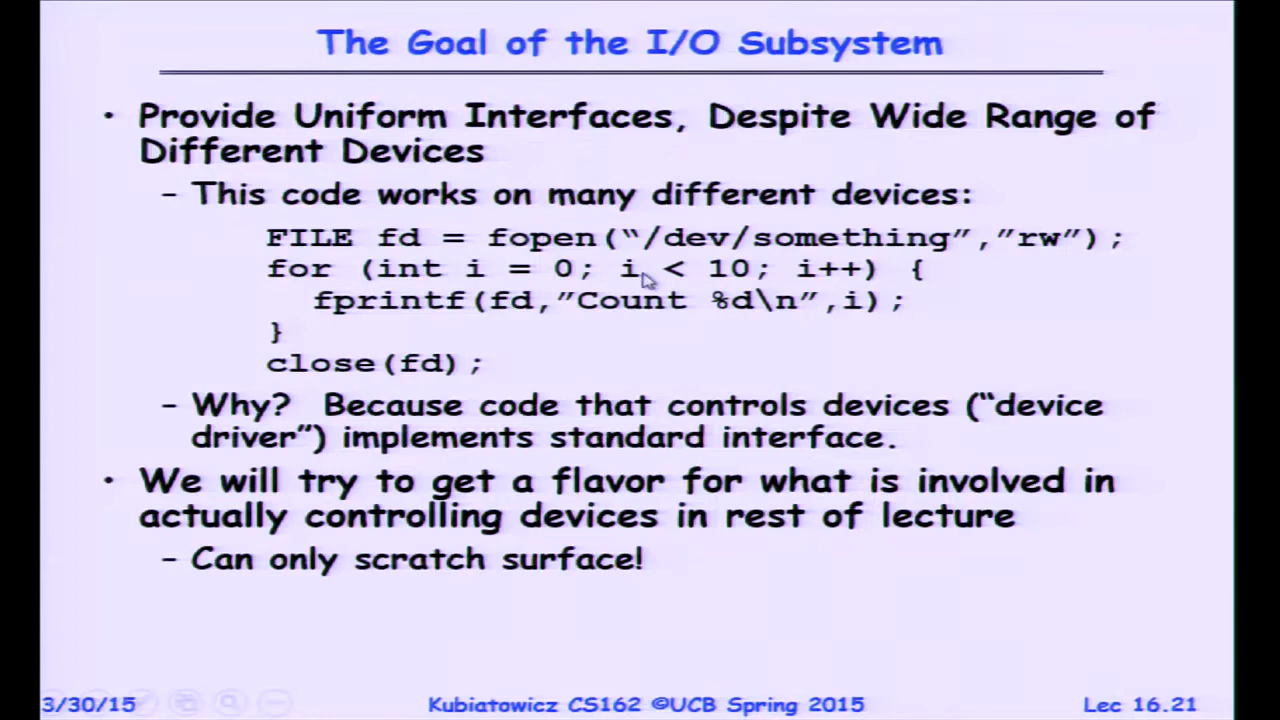 The Goal of the I/O Subsystem
• Provide Uniform Interfaces, Despite Wide Range of
Different Devices
– This code works on many different devices:
FILE fd = fopen(“/dev/something”,”rw”);
for (int i = 0; i < 10; i++) {
fprintf(fd,”Count %d\n”,i);
}
close(fd);
– Why? Because code that controls devices (“device
driver”) implements standard interface.
• We will try to get a flavor for what is involved in
actually controlling devices in rest of lecture
– Can only scratch surface!
3/30/15
Kubiatowicz CS162 ©UCB Spring 2015
Lec 16.21